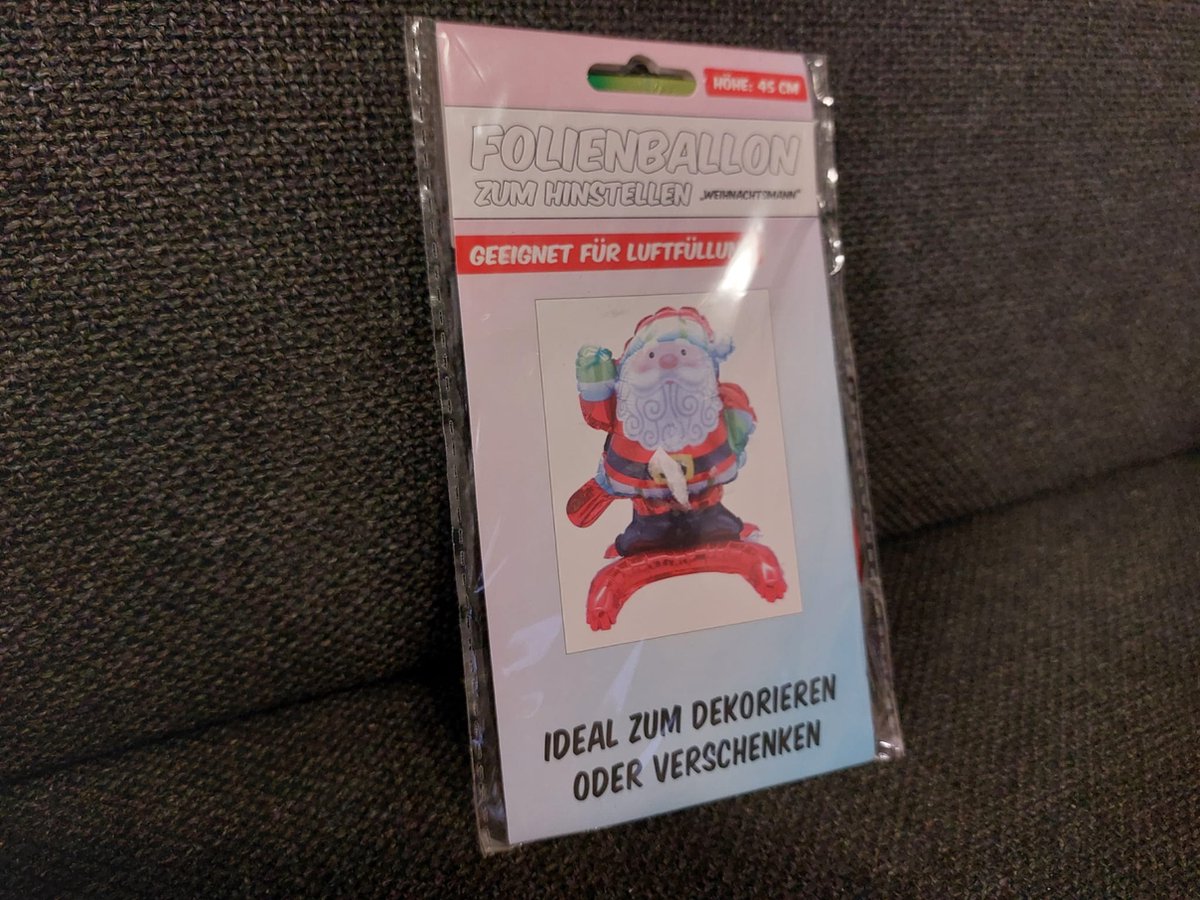 HÖHE: 45 CM
FOLIENBALLON
ZUM HINSTELLEN „WEIHNACHTSMANN“
GEEIGNET FÜR LUFTFÜLLUNG
IDEAL ZUM DEKORIEREN
ODER VERSCHENKEN